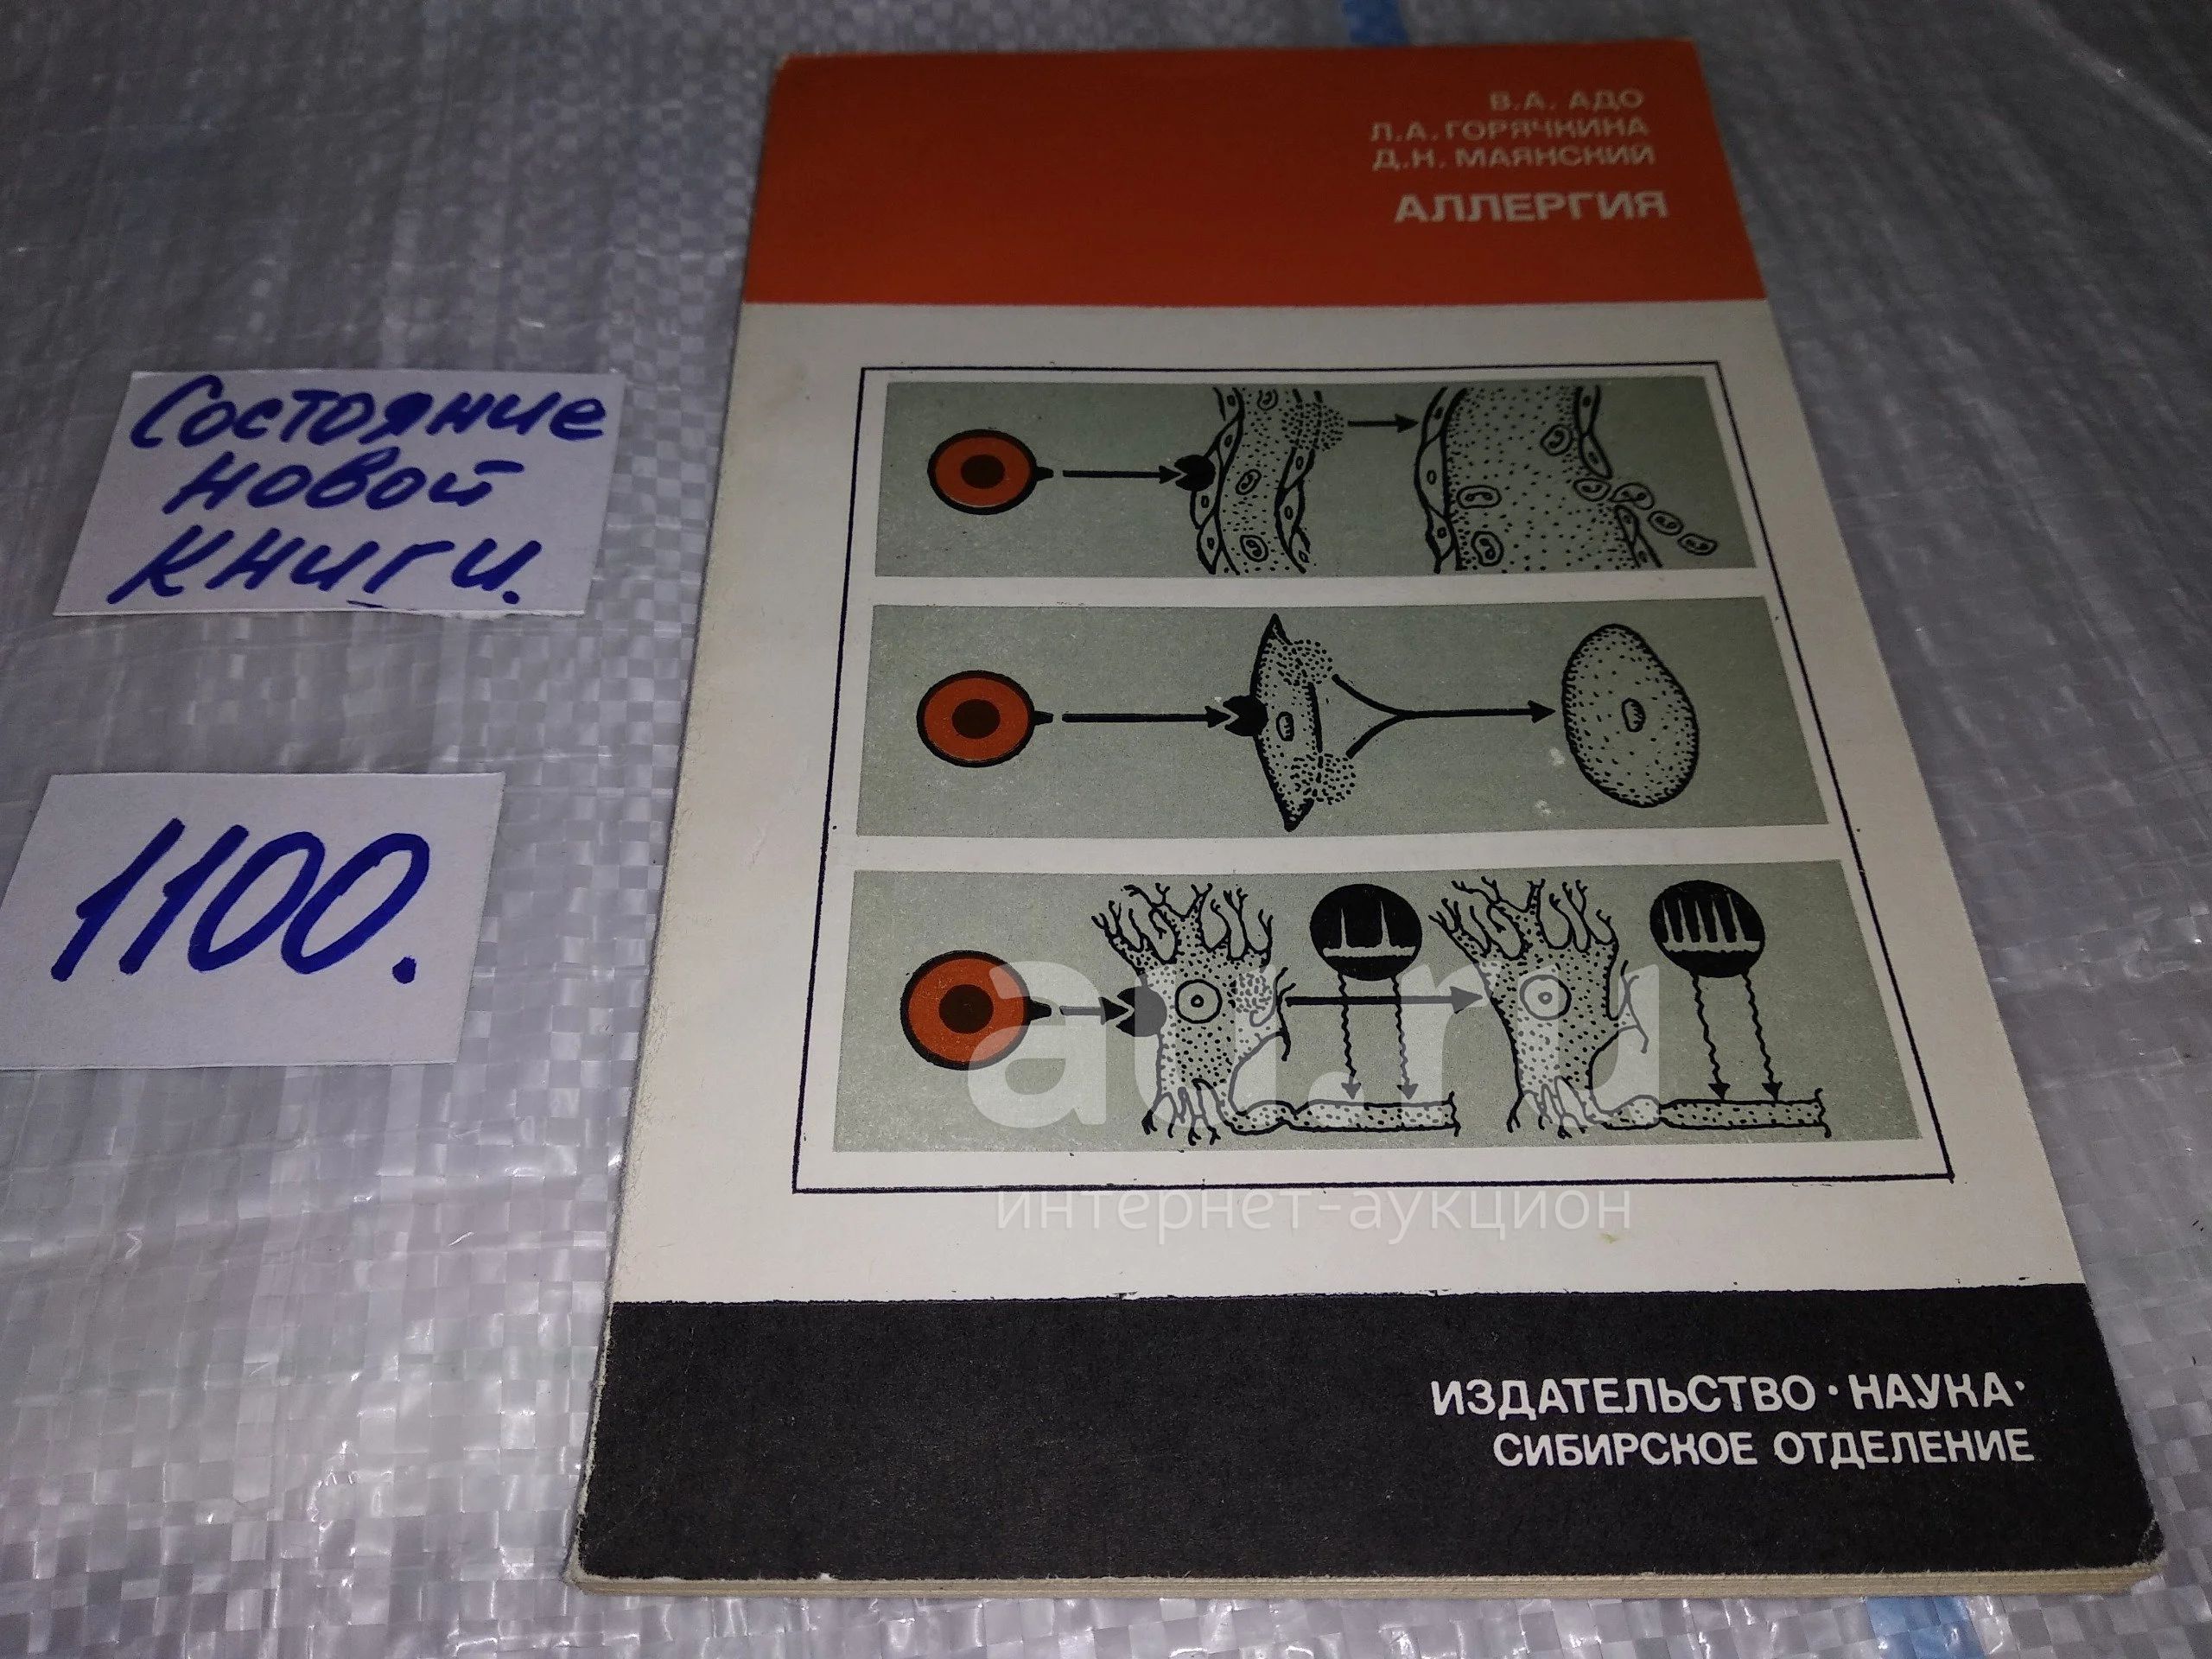 В.А. АДО
Л.А. ГОРЯЧКИНА
Д.Н. МАЯНСКИЙ
АЛЛЕРГИЯ
Состояние
новой
книги.
1100.
au.ru
интернет-аукцион
ИЗДАТЕЛЬСТВО · НАУКА ·
СИБИРСКОЕ ОТДЕЛЕНИЕ